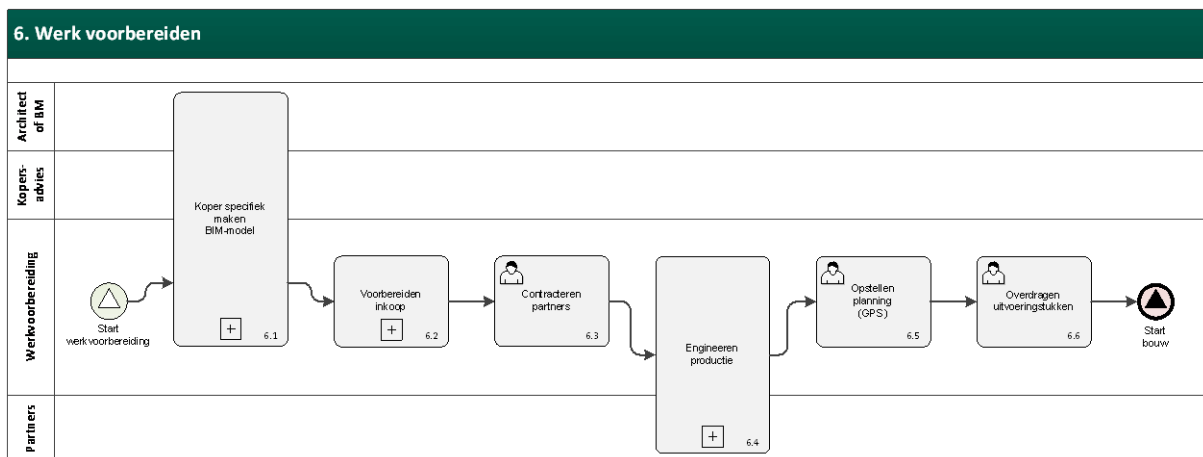 6. Werk voorbereiden
Architect
of BM
Kopers-
advies
Werkvoorbereiding
Partners
Start
werkvoorbereiding
Koper specifiek
maken
BIM-model
6.1
Voorbereiden
inkoop
6.2
Contracteren
partners
6.3
Engineeren
productie
6.4
Opstellen
planning
(GPS)
6.5
Overdragen
uitvoeringstukken
6.6
Start
bouw